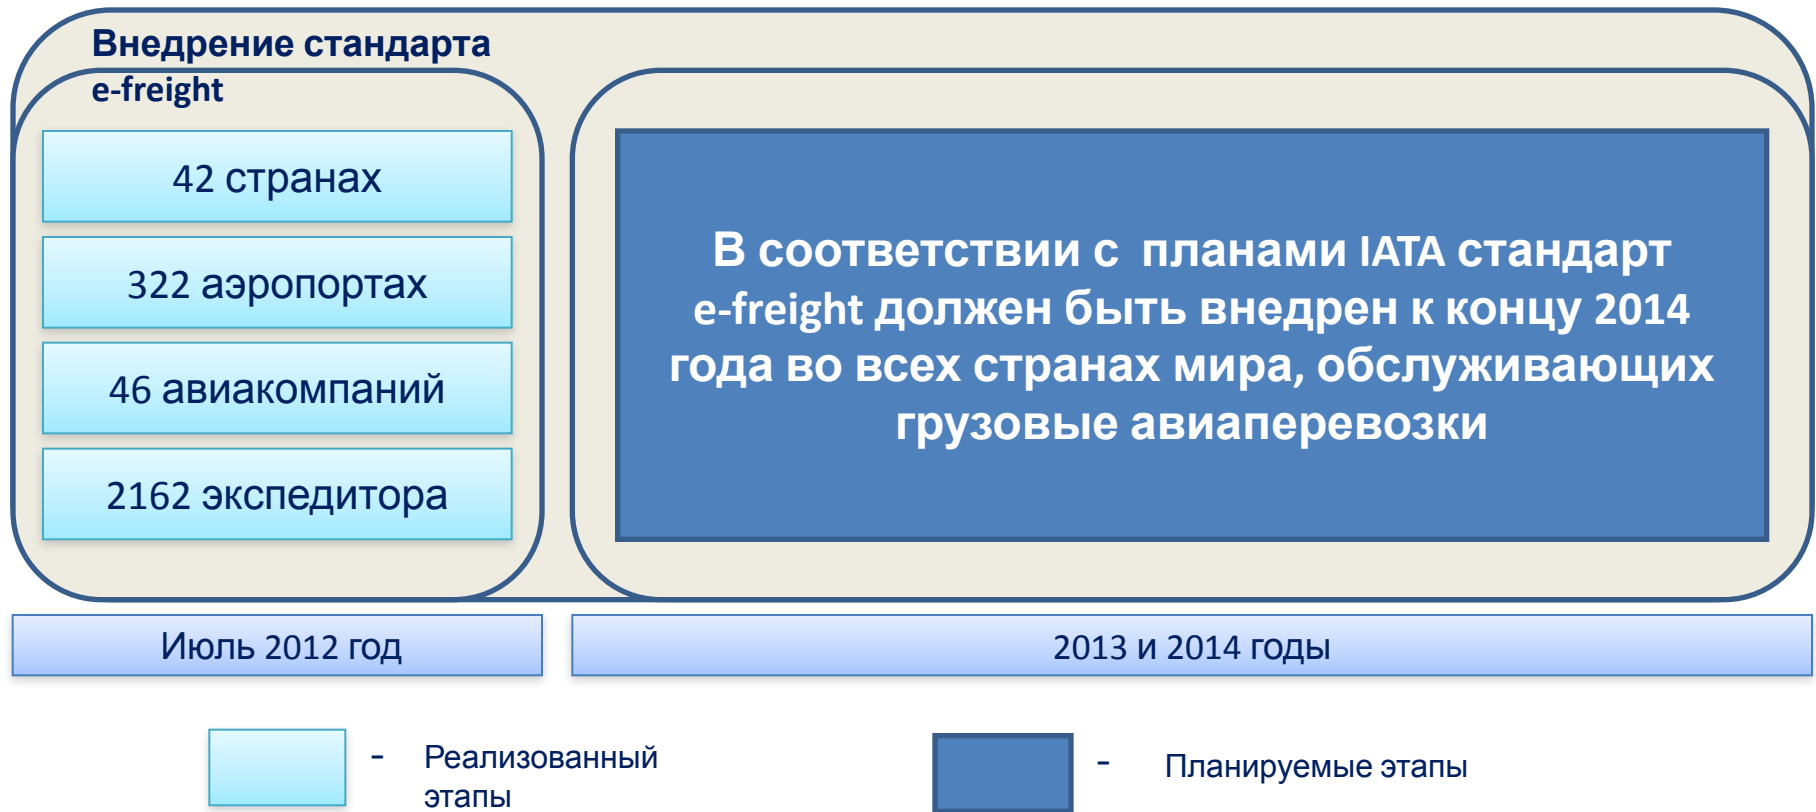 Внедрение стандарта
e-freight
42 странах
322 аэропортах
46 авиакомпаний
2162 экспедитора
В соответствии с планами IATA стандарт
e-freight должен быть внедрен к концу 2014
года во всех странах мира, обслуживающих
грузовые авиаперевозки
Июль 2012 год
2013 и 2014 годы
- Реализованный
этапы
- Планируемые этапы